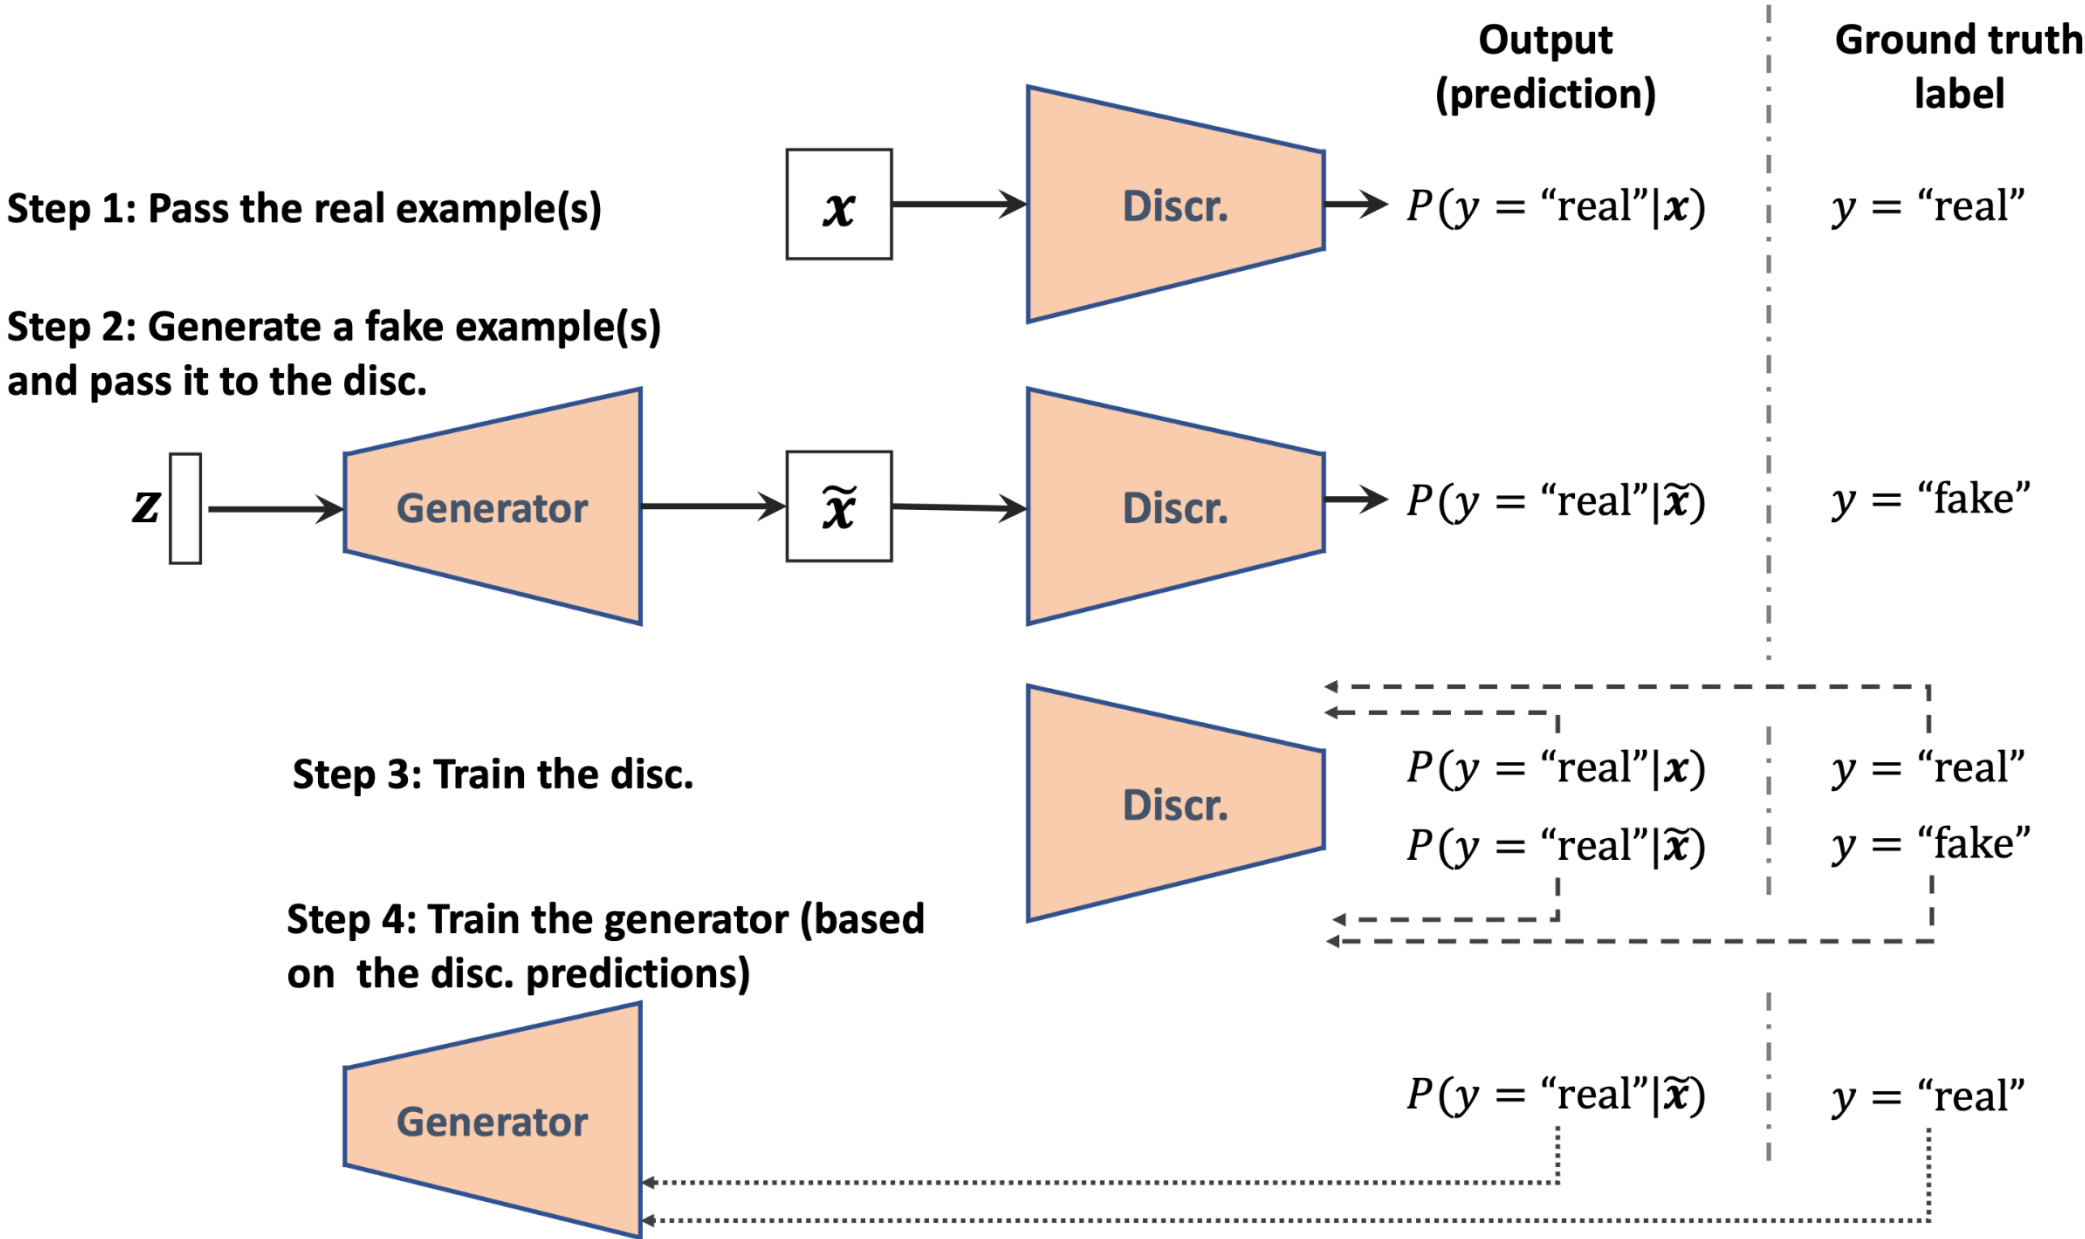 Output
(prediction)
Ground truth
label
Step 1: Pass the real example(s)
x
Discr.
P(y = “real”|x)
y = “real”
Step 2: Generate a fake example(s)
and pass it to the disc.
z
Generator
x̃
Discr.
P(y = “real”|x̃)
y = “fake”
Step 3: Train the disc.
Discr.
P(y = “real”|x)
y = “real”
P(y = “real”|x̃)
y = “fake”
Step 4: Train the generator (based
on the disc. predictions)
Generator
P(y = “real”|x̃)
y = “real”